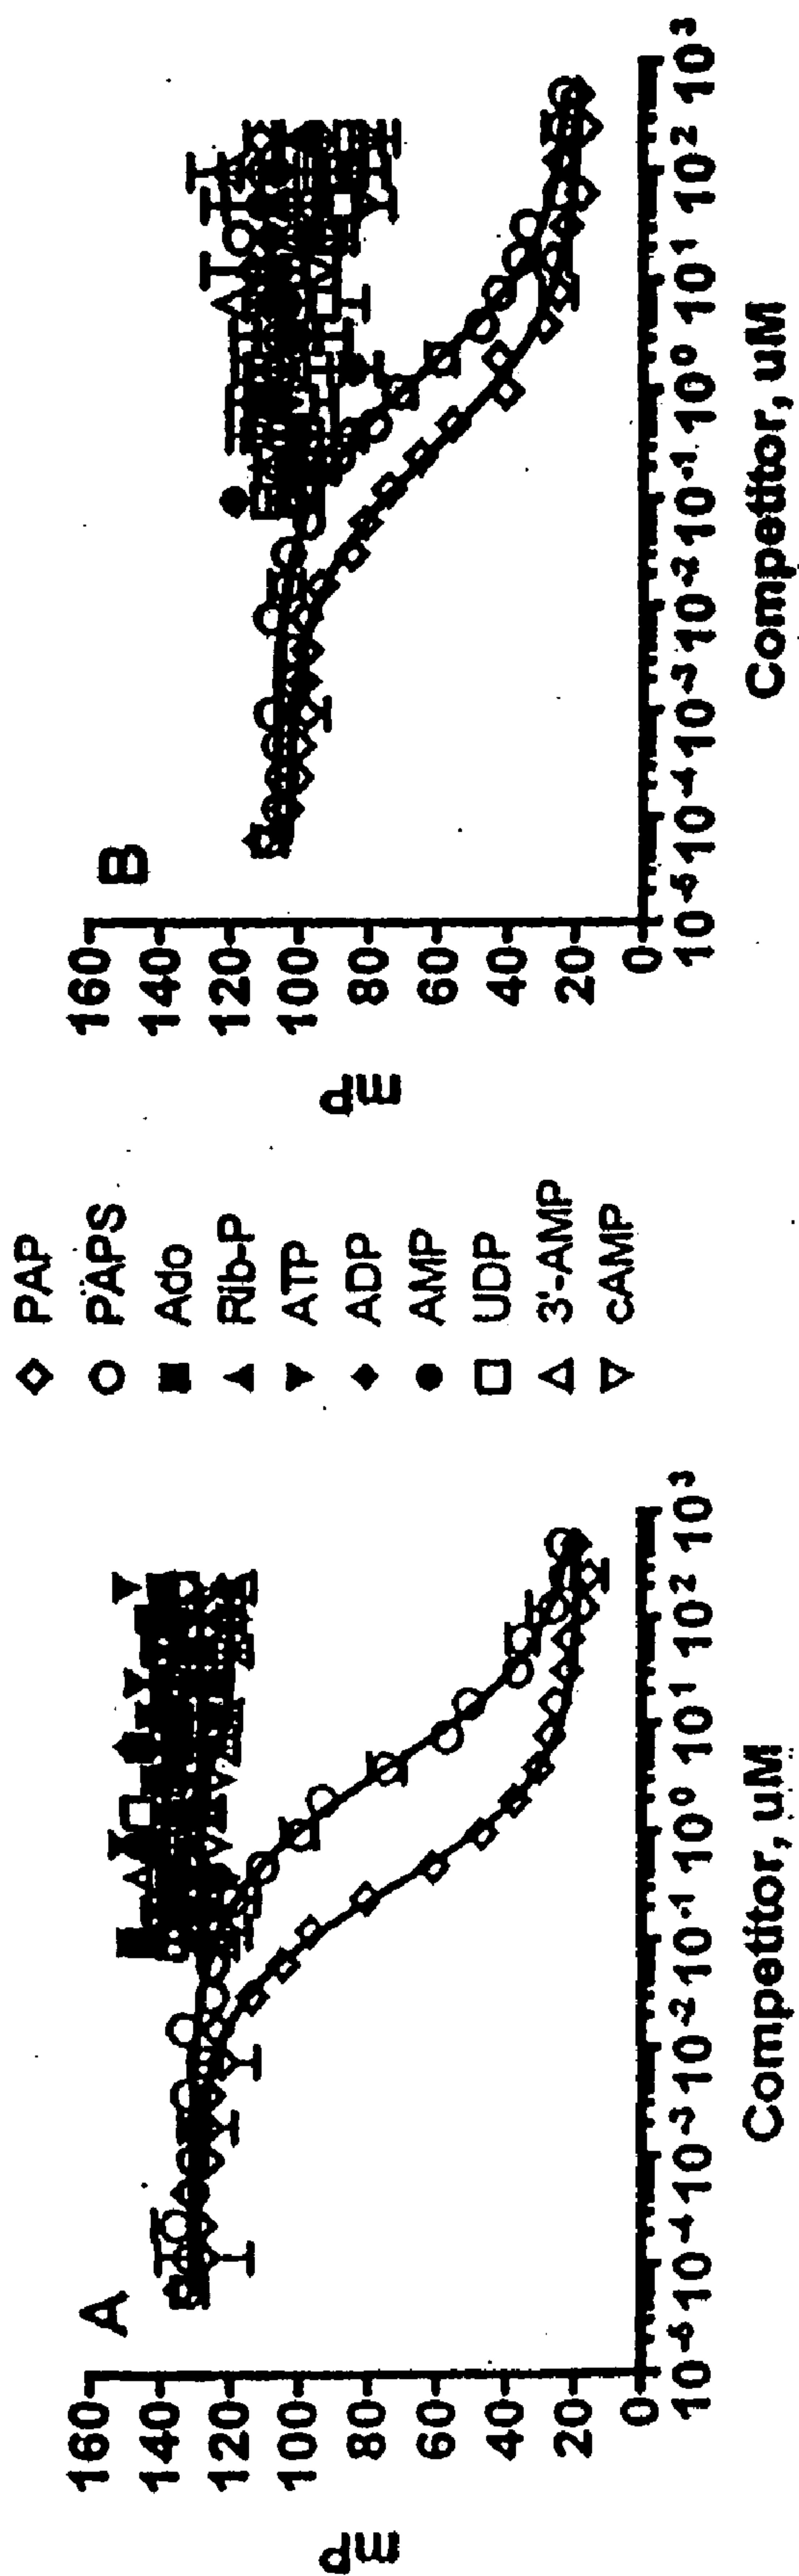 A
mP
160
140
120
100
80
60
40
20
0
10-5 10-4 10-3 10-2 10-1 100 101 102 103
Competitor, uM
PAP
PAPS
Ado
Rib-P
ATP
ADP
AMP
UDP
3'-AMP
cAMP
B
mP
160
140
120
100
80
60
40
20
0
10-5 10-4 10-3 10-2 10-1 100 101 102 103
Competitor, uM